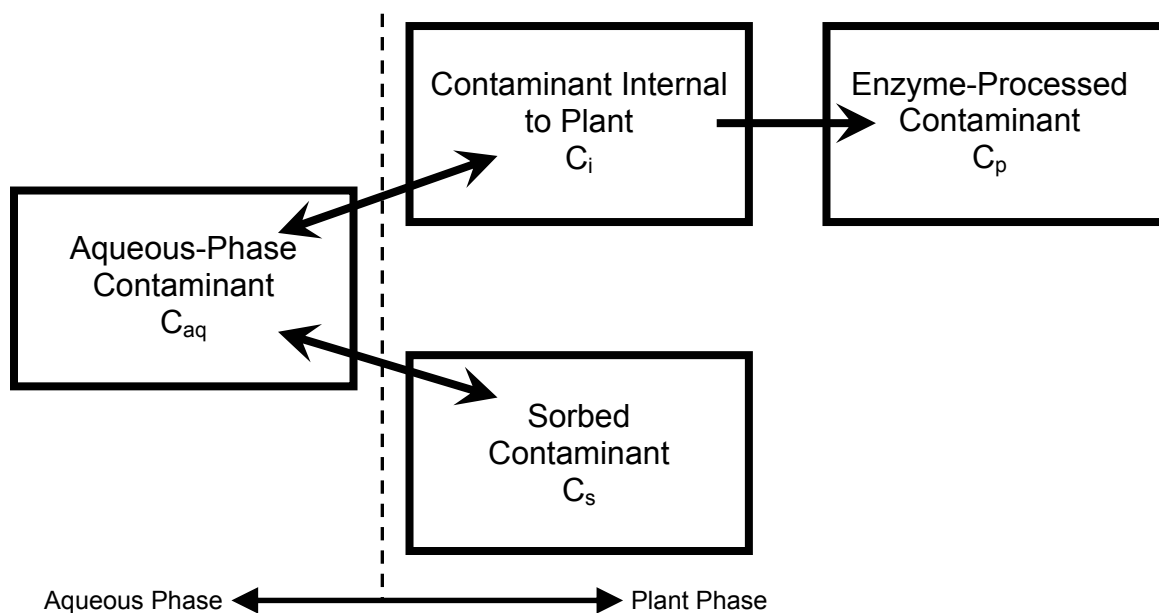 Contaminant Internal
to Plant
Cᵢ
Enzyme-Processed
Contaminant
Cₚ
Aqueous-Phase
Contaminant
Cₐq
Sorbed
Contaminant
Cₛ
Aqueous Phase
Plant Phase